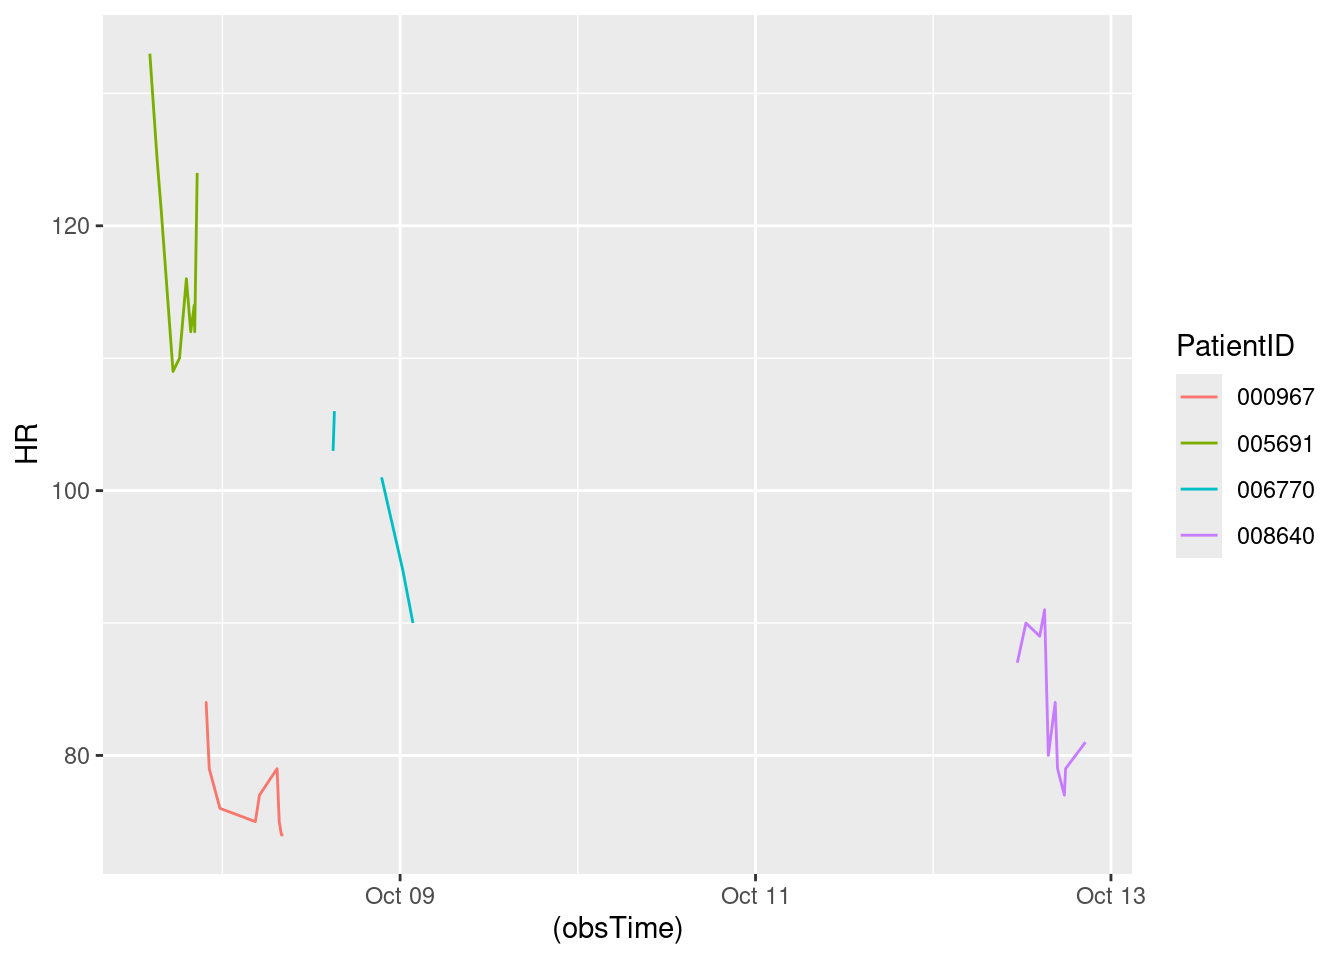 120
100
80
HR
Oct 09
Oct 11
Oct 13
(obsTime)
PatientID
000967
005691
006770
008640